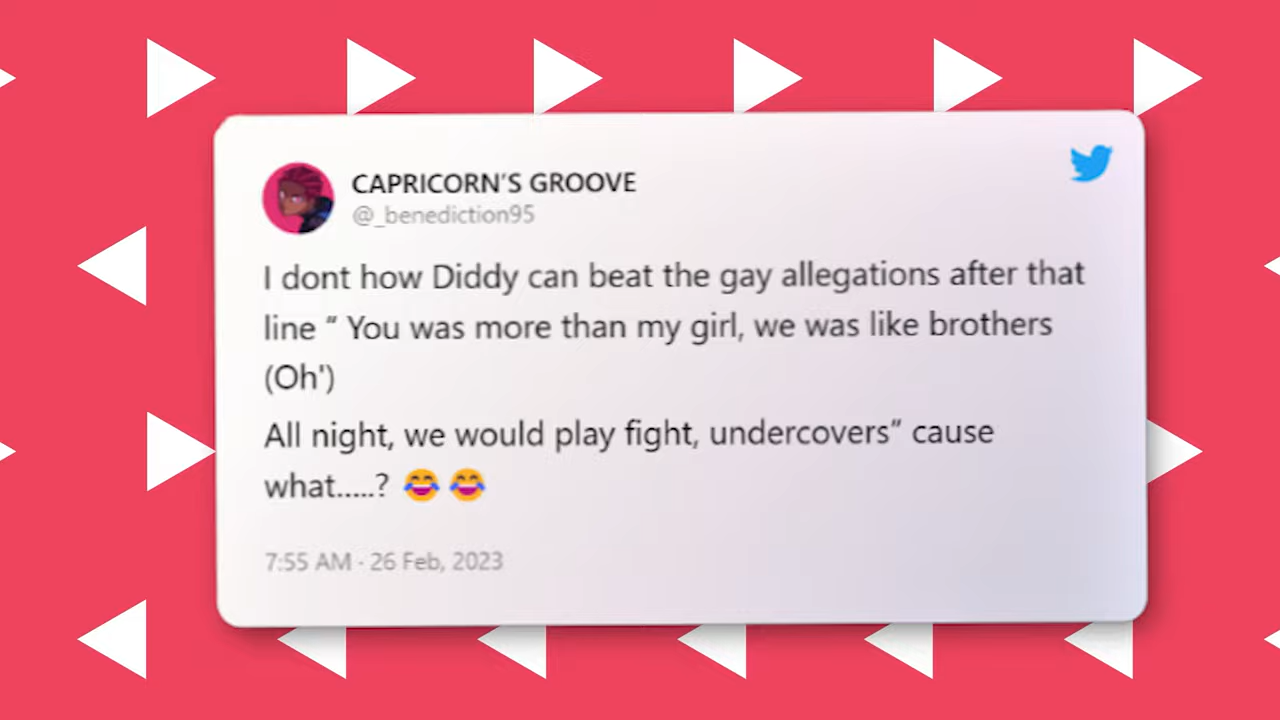 CAPRICORN'S GROOVE
@_benediction95
I dont how Diddy can beat the gay allegations after that
line “ You was more than my girl, we was like brothers
(Oh')
All night, we would play fight, undercovers” cause
what.....? 😂 😂
7:55 AM · 26 Feb, 2023